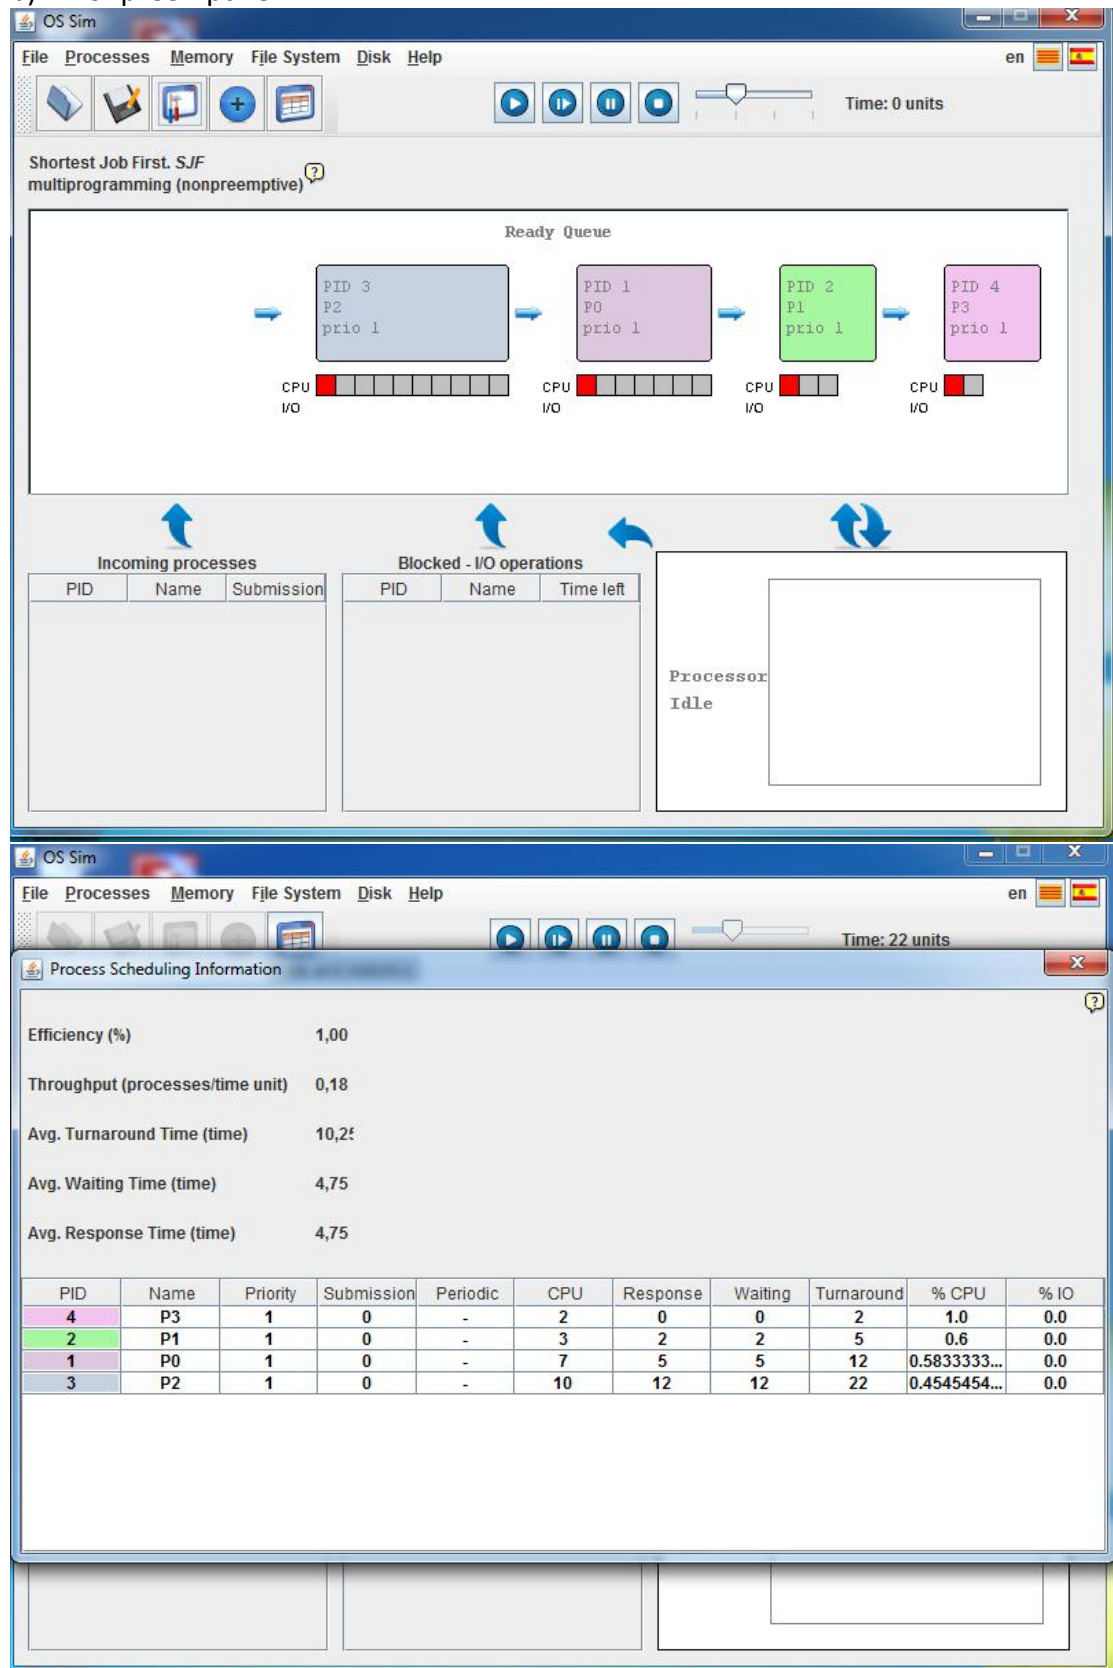 OS Sim
File Processes Memory File System Disk Help en
Time: 0 units
Shortest Job First. SJF
multiprogramming (nonpreemptive) ?
Ready Queue
PID 3 PID 1 PID 2 PID 4
P2 P0 P1 P3
prio 1 prio 1 prio 1 prio 1
CPU CPU CPU CPU
I/O I/O I/O I/O
Incoming processes Blocked - I/O operations
PID Name Submission PID Name Time left
Processor
Idle
OS Sim
File Processes Memory File System Disk Help en
Time: 22 units
Process Scheduling Information
?
Efficiency (%) 1,00
Throughput (processes/time unit) 0,18
Avg. Turnaround Time (time) 10,25
Avg. Waiting Time (time) 4,75
Avg. Response Time (time) 4,75
PID Name Priority Submission Periodic CPU Response Waiting Turnaround % CPU % IO
4 P3 1 0 - 2 0 0 2 1.0 0.0
2 P1 1 0 - 3 2 2 5 0.6 0.0
1 P0 1 0 - 7 5 5 12 0.5833333... 0.0
3 P2 1 0 - 10 12 12 22 0.4545454... 0.0